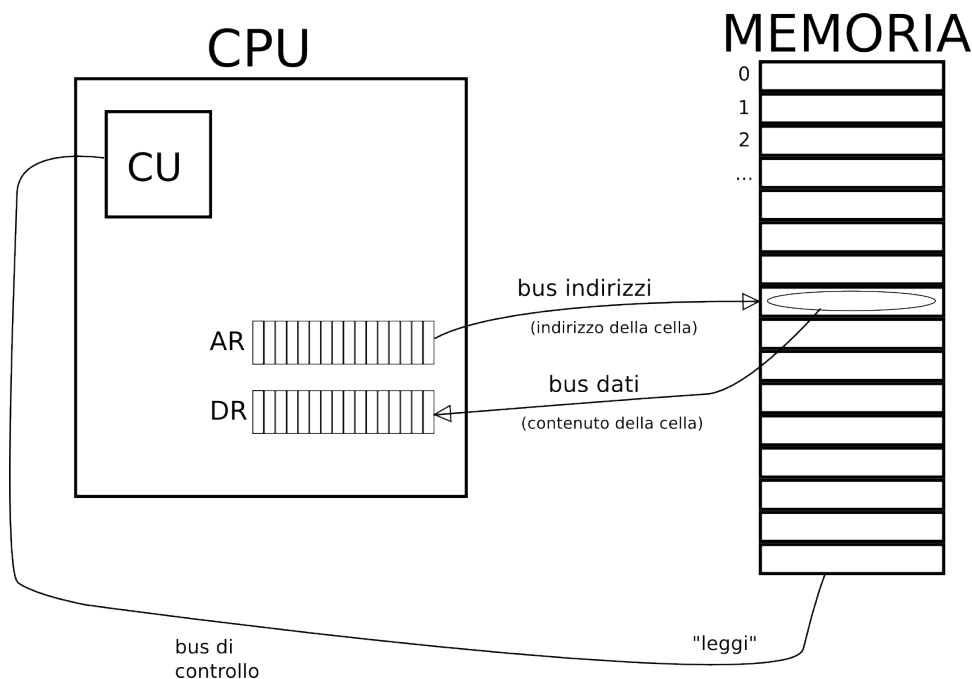 CPU
MEMORIA
0
1
2
...
CU
bus indirizzi
(indirizzo della cella)
AR
bus dati
DR
(contenuto della cella)
"leggi"
bus di
controllo